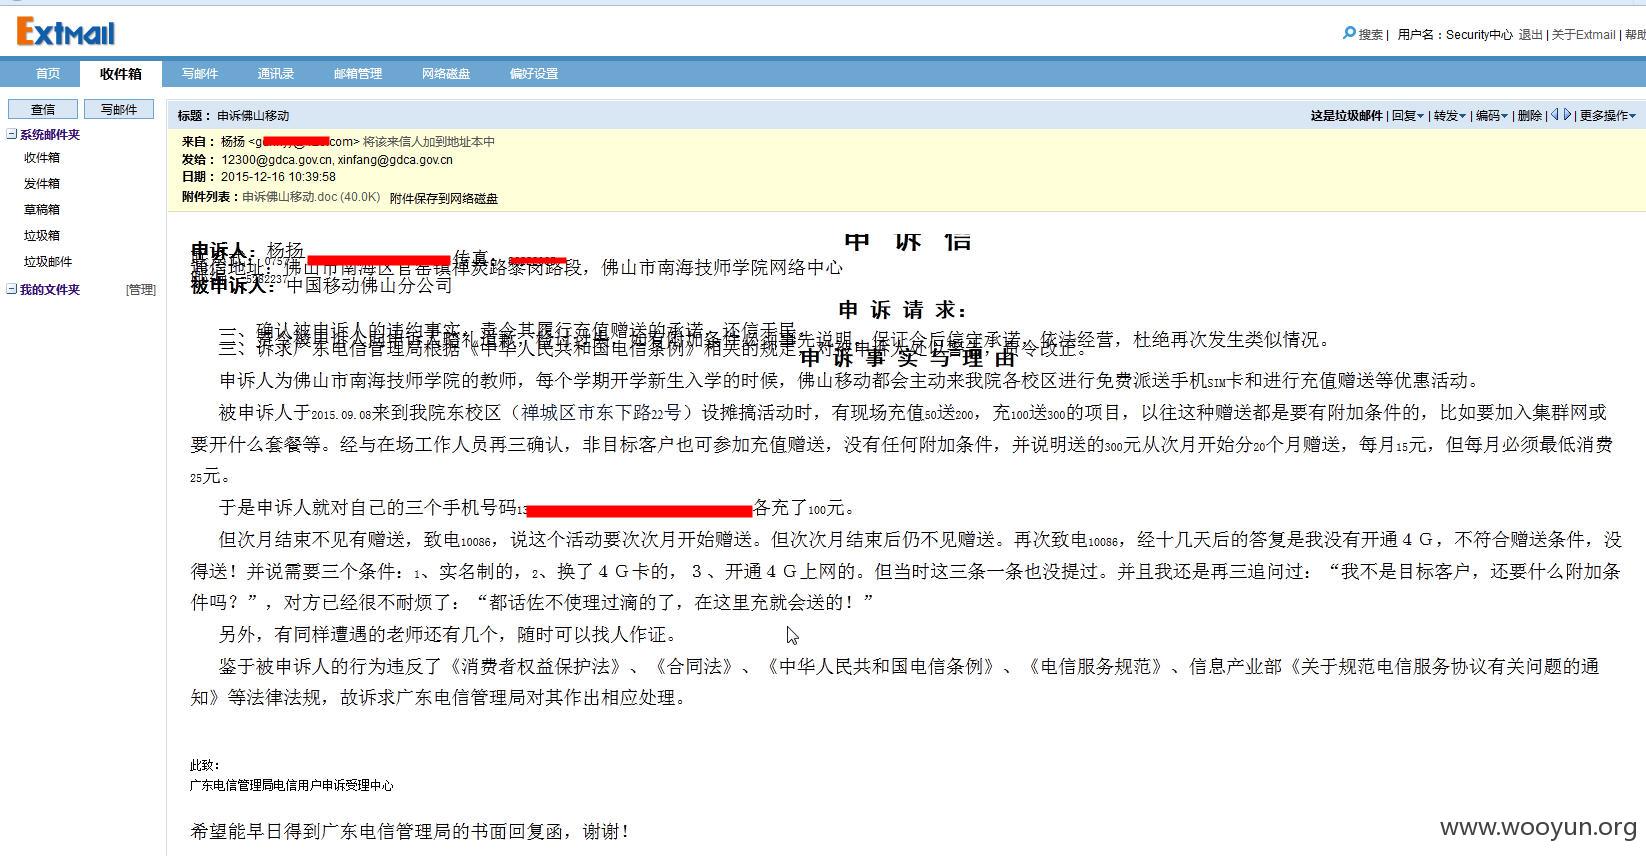 Extmail
搜索 | 用户名：Security中心 退出 | 关于Extmail | 帮助
首页 收件箱 写邮件 通讯录 邮箱管理 网络磁盘 偏好设置
查信 写邮件
系统邮件夹
收件箱
发件箱
草稿箱
垃圾箱
垃圾邮件
我的文件夹 [管理]
标题： 申诉佛山移动
这是垃圾邮件 | 回复 | 转发 | 编码 | 删除 | | 更多操作
来自： 杨扬 <g .com> 将该来信人加到地址本中
发给： 12300@gdca.gov.cn, xinfang@gdca.gov.cn
日期： 2015-12-16 10:39:58
附件列表：申诉佛山移动.doc (40.0K) 附件保存到网络磁盘
申 诉 信
申诉人：杨扬
传真：
通信地址：佛山市南海区官窑镇禅炭路黎岗路段，佛山市南海技师学院网络中心
被申诉人：中国移动佛山分公司
申 诉 请 求：
一、确认被申诉人的违约事实，责令其履行充值赠送的承诺，还信于民。
先说明，保证今后信守承诺，依法经营，杜绝再次发生类似情况。
三、诉求广东电信管理局根据《中华人民共和国电信条例》相关的规定，
申 诉 事 实 与 理 由
申诉人为佛山市南海技师学院的教师，每个学期开学新生入学的时候，佛山移动都会主动来我院各校区进行免费派送手机SIM卡和进行充值赠送等优惠活动。
被申诉人于2015.09.08来到我院东校区（禅城区市东下路22号）设摊搞活动时，有现场充值50送200，充100送300的项目，以往这种赠送都是要有附加条件的，比如要加入集群网或
要开什么套餐等。经与在场工作人员再三确认，非目标客户也可参加充值赠送，没有任何附加条件，并说明送的300元从次月开始分20个月赠送，每月15元，但每月必须最低消费
25元。
于是申诉人就对自己的三个手机号码13 各充了100元。
但次月结束不见有赠送，致电10086，说这个活动要次次月开始赠送。但次次月结束后仍不见赠送。再次致电10086，经十几天后的答复是我没有开通４Ｇ，不符合赠送条件，没
得送！并说需要三个条件：1、实名制的，2、换了４Ｇ卡的，３、开通４Ｇ上网的。但当时这三条一条也没提过。并且我还是再三追问过：“我不是目标客户，还要什么附加条
件吗？”，对方已经很不耐烦了：“都话佐不使理过滴的了，在这里充就会送的！”
另外，有同样遭遇的老师还有几个，随时可以找人作证。
鉴于被申诉人的行为违反了《消费者权益保护法》、《合同法》、《中华人民共和国电信条例》、《电信服务规范》、信息产业部《关于规范电信服务协议有关问题的通
知》等法律法规，故诉求广东电信管理局对其作出相应处理。
此致：
广东电信管理局电信用户申诉受理中心
希望能早日得到广东电信管理局的书面回复函，谢谢！
www.wooyun.org